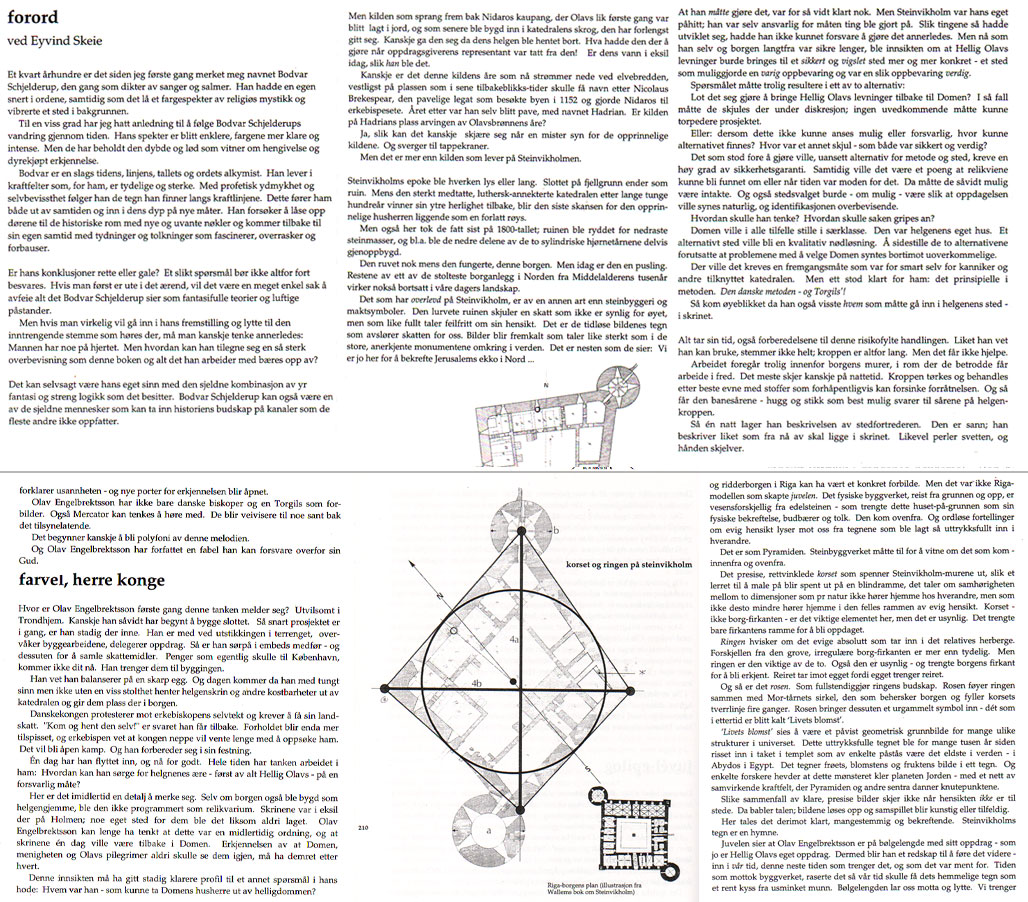 forord
ved Eyvind Skeie
Et kvart århundre er det siden jeg første gang merket meg navnet Bodvar
Schjelderup, den gang som dikter av sanger og salmer.  Han hadde en egen
snert i ordene, samtidig som det lå et fargespekter av religiøs mystikk og
vibrerte et sted i bakgrunnen.
Til en viss grad har jeg hatt anledning til å følge Bodvar Schjelderups
vandring gjennom tiden.  Hans spekter er blitt enklere, fargene mer klare og
intense.  Men de har beholdt den dybde og lød som vitner om hengivelse og
dyrekjøpt erkjennelse.
Bodvar er en slags tidens, linjens, tallets og ordets alkymist.  Han lever i
kraftfelter som, for ham, er tydelige og sterke.  Med profetisk ydmykhet og
selvbevissthet følger han de tegn han finner langs kraftlinjene.  Dette fører ham
både ut av samtiden og inn i dens dyp på nye måter.  Han forsøker å låse opp
dørene til de historiske rom med nye og uvante nøkler og kommer tilbake til
sin egen samtid med tydninger og tolkninger som fascinerer, overrasker og
forbauser.
Er hans konklusjoner rette eller gale?  Et slikt spørsmål bør ikke altfor fort
besvares.  Hvis man først er ute i det ærend, vil det være en meget enkel sak å
avfeie alt det Bodvar Schjelderup sier som fantasifulle teorier og luftige
påstander.
Men hvis man virkelig vil gå inn i hans fremstilling og lytte til den
inntrengende stemme som høres der, må man kanskje tenke annerledes:
Mannen har noe på hjertet.  Men hvordan kan han tilegne seg en så sterk
overbevisning som denne boken og alt det han arbeider med bæres opp av?
Det kan selvsagt være hans eget sinn med den sjeldne kombinasjon av yr
fantasi og streng logikk som det besitter.  Bodvar Schjelderup kan også være en
av de sjeldne mennesker som kan ta inn historiens budskap på kanaler som de
fleste andre ikke oppfatter.
Men kilden som sprang frem bak Nidaros kaupang, der Olavs lik første gang var
blitt  lagt i jord, og som senere ble bygd inn i katedralens skrog, den har forlengst
gitt seg.  Kanskje ga den seg da dens helgen ble hentet bort.  Hva hadde den der å
gjøre når oppdragsgiverens representant var tatt fra den!   Er dens vann i eksil
idag, slik han ble det.
Kanskje er det denne kildens åre som nå strømmer nede ved elvebredden,
vestligst på plassen som i sene tilbakeblikks-tider skulle få navn etter Nicolaus
Brekespear, den pavelige legat som besøkte byen i 1152 og gjorde Nidaros til
erkebispesete.  Året etter var han selv blitt pave, med navnet Hadrian.  Er kilden
på Hadrians plass arvingen av Olavsbrønnens åre?
Ja, slik kan det kanskje  skjære seg når en mister syn for de opprinnelige
kildene.  Og sverger til tappekraner.
Men det er mer enn kilden som lever på Steinvikholmen.
Steinvikholms epoke ble hverken lys eller lang.  Slottet på fjellgrunn ender som
ruin.  Mens den sterkt medtatte, luthersk-annekterte katedralen etter lange tunge
hundreår vinner sin ytre herlighet tilbake, blir den siste skansen for den opprin-
nelige husherren liggende som en forlatt røys.
Men også her tok de fatt sist på 1800-tallet; ruinen ble ryddet for nedraste
steinmasser, og bl.a. ble de nedre delene av de to sylindriske hjørnetårnene delvis
gjenoppbygd.
Den ruvet nok mens den fungerte, denne borgen.  Men idag er den en pusling.
Restene av ett av de stolteste borganlegg i Norden fra Middelalderens tusenår
virker nokså bortsatt i våre dagers landskap.
Det som har overlevd på Steinvikholm, er av en annen art enn steinbyggeri og
maktsymboler.  Den lurvete ruinen skjuler en skatt som ikke er synlig for øyet,
men som like fullt taler feilfritt om sin hensikt.  Det er de tidløse bildenes tegn
som avslører skatten for oss.  Bilder blir fremkalt som taler like sterkt som i de
store, anerkjente monumentene omkring i verden.  Det er nesten som de sier:  Vi
er jo her for å bekrefte Jerusalems ekko i Nord ...
N
At han måtte gjøre det, var for så vidt klart nok.  Men Steinvikholm var hans eget
påhitt; han var selv ansvarlig for måten ting ble gjort på.  Slik tingene så hadde
utviklet seg, hadde han ikke kunnet forsvare å gjøre det annerledes.  Men nå som
han selv og borgen langtfra var sikre lenger, ble innsikten om at Hellig Olavs
levninger burde bringes til et sikkert og vigslet sted mer og mer konkret - et sted
som muliggjorde en varig oppbevaring og var en slik oppbevaring verdig.
Spørsmålet måtte trolig resultere i ett av to alternativ:
Lot det seg gjøre å bringe Hellig Olavs levninger tilbake til Domen?  I så fall
måtte de skjules der under diskresjon; ingen uvedkommende måtte kunne
torpedere prosjektet.
Eller: dersom dette ikke kunne anses mulig eller forsvarlig, hvor kunne
alternativet finnes?  Hvor var et annet skjul - som både var sikkert og verdig?
Det som stod fore å gjøre ville, uansett alternativ for metode og sted, kreve en
høy grad av sikkerhetsgaranti.  Samtidig ville det være et poeng at relikviene
kunne bli funnet om eller når tiden var moden for det.  Da måtte de såvidt mulig
være intakte.  Og også stedsvalget burde - om mulig - være slik at oppdagelsen
ville synes naturlig, og identifikasjonen overbevisende.
Hvordan skulle han tenke?  Hvordan skulle saken gripes an?
Domen ville i alle tilfelle stille i særklasse.  Den var helgenens eget hus.  Et
alternativt sted ville bli en kvalitativ nødløsning.  Å sidestille de to alternativene
forutsatte at problemene med å velge Domen syntes bortimot uoverkommelige.
Der ville det kreves en fremgangsmåte som var for smart selv for kanniker og
andre tilknyttet katedralen.  Men ett stod klart for ham: det prinsipielle i
metoden.  Den danske metoden - og Torgils'!
Så kom øyeblikket da han også visste hvem som måtte gå inn i helgenens sted -
i skrinet.
Alt tar sin tid, også forberedelsene til denne risikofylte handlingen.  Liket han vet
han kan bruke, stemmer ikke helt; kroppen er altfor lang.  Men det får ikke hjelpe.
Arbeidet foregår trolig innenfor borgens murer, i rom der de betrodde får
arbeide i fred.  Det meste skjer kanskje på nattetid.  Kroppen tørkes og behandles
etter beste evne med stoffer som forhåpentligvis kan forsinke forråtnelsen.  Og så
får den banesårene - hugg og stikk som best mulig svarer til sårene på helgen-
kroppen.
Så én natt lager han beskrivelsen av stedfortrederen.  Den er sann; han
beskriver liket som fra nå av skal ligge i skrinet.  Likevel perler svetten, og
hånden skjelver.
forklarer usannheten - og nye porter for erkjennelsen blir åpnet.
Olav Engelbrektsson har ikke bare danske biskoper og en Torgils som for-
bilder.  Også Mercator kan tenkes å høre med.  De blir veivisere til noe sant bak
det tilsynelatende.
Det begynner kanskje å bli polyfoni av denne melodien.
Og Olav Engelbrektsson har forfattet en fabel han kan forsvare overfor sin
Gud.
farvel, herre konge
Hvor er Olav Engelbrektsson første gang denne tanken melder seg?  Utvilsomt i
Trondhjem.  Kanskje han såvidt har begynt å bygge slottet.  Så snart prosjektet er
i gang, er han stadig der inne.  Han er med ved utstikkingen i terrenget, over-
våker byggearbeidene, delegerer oppdrag.  Så er han sårpå i embeds medfør - og
dessuten for å samle skattemidler.  Penger som egentlig skulle til København,
kommer ikke dit nå.  Han trenger dem til byggingen.
Han vet han balanserer på en skarp egg.  Og dagen kommer da han med tungt
sinn men ikke uten en viss stolthet henter helgenskrin og andre kostbarheter ut av
katedralen og gir dem plass der i borgen.
Danskekongen protesterer mot erkebiskopens selvtekt og krever å få sin land-
skatt.  "Kom og hent den selv!" er svaret han får tilbake.  Forholdet blir enda mer
tilspisset, og erkebispen vet at kongen neppe vil vente lenge med å oppsøke ham.
Det vil bli åpen kamp.  Og han forbereder seg i sin festning.
Én dag har han flyttet inn, og nå for godt.  Hele tiden har tanken arbeidet i
ham: Hvordan kan han sørge for helgnenes ære - først av alt Hellig Olavs - på en
forsvarlig måte?
Her er det imidlertid en detalj å merke seg.  Selv om borgen også ble bygd som
helgengjemme, ble den ikke programmert som relikvarium.  Skrinene var i eksil
der på Holmen; noe eget sted for dem ble det liksom aldri laget.  Olav
Engelbrektsson kan lenge ha tenkt at dette var en midlertidig ordning, og at
skrinene én dag ville være tilbake i Domen.  Erkjennelsen av at Domen,
menigheten og Olavs pilegrimer aldri skulle se dem igjen, må ha demret etter
hvert.
Denne innsikten må ha gitt stadig klarere profil til et annet spørsmål i hans
hode:  Hvem var han - som kunne ta Domens husherre ut av helligdommen?
b
korset og ringen på steinvikholm
N
4a
4b
a
S
210
Riga-borgens plan (illustrasjon fra
Wallems bok om Steinvikholm)
og ridderborgen i Riga kan ha vært et konkret forbilde.  Men det var ikke Riga-
modellen som skapte juvelen.  Det fysiske byggverket, reist fra grunnen og opp, er
vesensforskjellig fra edelsteinen - som trengte dette huset-på-grunnen som sin
fysiske bekreftelse, budbærer og tolk.  Den kom ovenfra.  Og ordløse fortellinger
om evig hensikt lyser mot oss fra tegnene som ble lagt så uttrykksfullt inn i
hverandre.
Det er som Pyramiden.  Steinbyggverket måtte til for å vitne om det som kom -
innenfra og ovenfra.
Det presise, rettvinklede korset som spenner Steinvikholm-murene ut, slik et
lerret til å male på blir spent ut på en blindramme, det taler om samhørigheten
mellom to dimensjoner som pr natur ikke hører hjemme hos hverandre, men som
ikke desto mindre hører hjemme i den felles rammen av evig hensikt.  Korset -
ikke borg-firkanten - er det viktige elementet her, men det er usynlig.  Det trengte
bare firkantens ramme for å bli oppdaget.
Ringen hvisker om det evige absolutt som tar inn i det relatives herberge.
Forskjellen fra den grove, irregulære borg-firkanten er mer enn tydelig.  Men
ringen er den viktige av de to.  Også den er usynlig - og trengte borgens firkant
for å bli erkjent.  Reiret tar imot egget fordi egget trenger reiret.
Og så er det rosen.  Som fullstendiggjør ringens budskap.  Rosen føyer ringen
sammen med Mor-tårnets sirkel, den som behersker borgen og fyller korsets
tverrlinje fire ganger.  Rosen bringer dessuten et urgammelt symbol inn - dét som
i ettertid er blitt kalt 'Livets blomst'.
'Livets blomst' sies å være et påvist geometrisk grunnbilde for mange ulike
strukturer i universet.  Dette uttrykksfulle tegnet ble for mange tusen år siden
risset inn i taket i templet som av enkelte påstås være det eldste i verden - i
Abydos i Egypt.  Det tegner frøets, blomstens og fruktens bilde i ett tegn.  Og
enkelte forskere hevder at dette mønsteret kler planeten Jorden - med et nett av
samvirkende kraftfelt, der Pyramiden og andre sentra danner knutepunktene.
Slike sammenfall av klare, presise bilder skjer ikke når hensikten ikke er til
stede.  Da babler talen; bildene løses opp og samspillet blir kunstig eller tilfeldig.
Her tales det derimot klart, mangestemmig og bekreftende.  Steinvikholms
tegn er en hymne.
Juvelen sier at Olav Engelbrektsson er på bølgelengde med sitt oppdrag - som
jo er Hellig Olavs eget oppdrag.  Dermed blir han et redskap til å føre det videre -
inn i vår tid, denne neste tiden som trenger det, og som det var ment for.  Tiden
som mottok byggverket, raserte det så vår tid skulle få dets hemmelige tegn som
et rent kyss fra usminket munn.  Bølgelengden lar oss motta og lytte.  Vi trenger